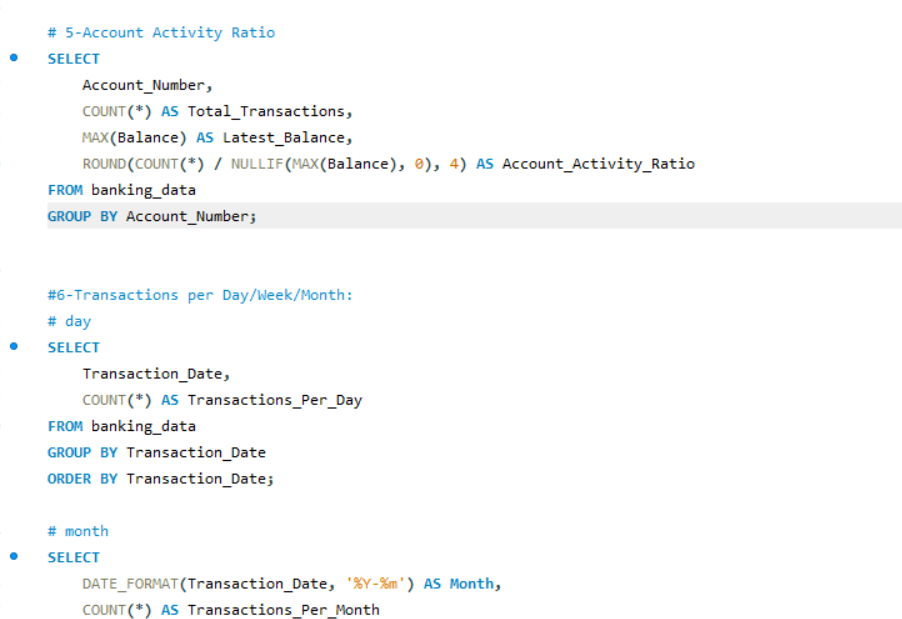 # 5-Account Activity Ratio
SELECT
    Account_Number,
    COUNT(*) AS Total_Transactions,
    MAX(Balance) AS Latest_Balance,
    ROUND(COUNT(*) / NULLIF(MAX(Balance), 0), 4) AS Account_Activity_Ratio
FROM banking_data
GROUP BY Account_Number;
#6-Transactions per Day/Week/Month:
# day
SELECT
    Transaction_Date,
    COUNT(*) AS Transactions_Per_Day
FROM banking_data
GROUP BY Transaction_Date
ORDER BY Transaction_Date;
# month
SELECT
    DATE_FORMAT(Transaction_Date, '%Y-%m') AS Month,
    COUNT(*) AS Transactions_Per_Month